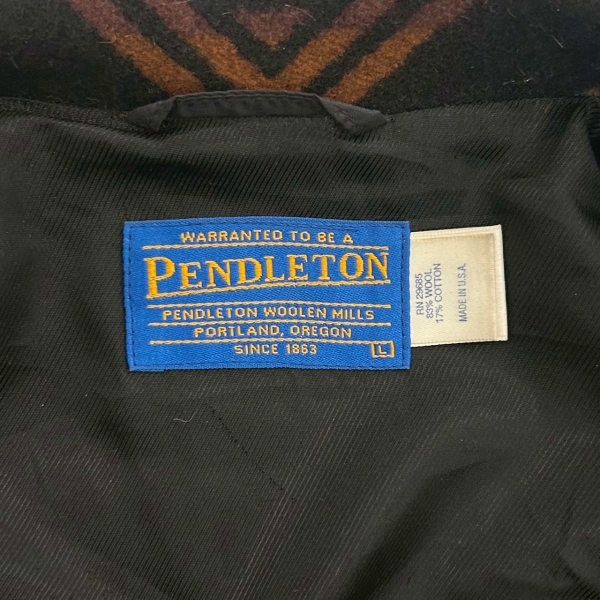 WARRANTED TO BE A
PENDLETON
PENDLETON WOOLEN MILLS
PORTLAND, OREGON
SINCE 1863
L
RN 29685
83% WOOL
17% COTTON
MADE IN U.S.A.